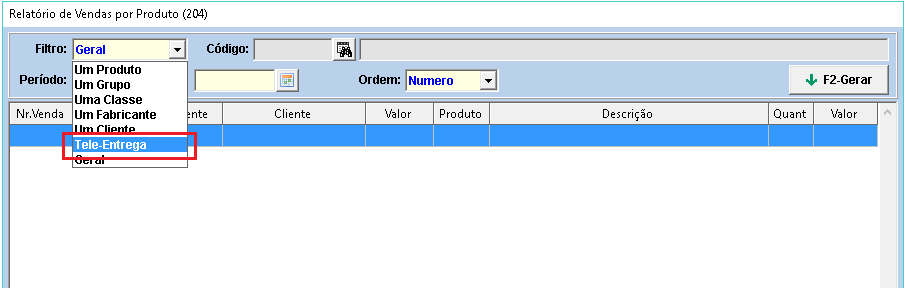 Relatório de Vendas por Produto (204)
Filtro: Geral Código:
Período: Ordem: Numero F2-Gerar
Um Produto
Um Grupo
Uma Classe
Um Fabricante
Um Cliente
Tele-Entrega
Geral
Nr.Venda ente Cliente Valor Produto Descrição Quant Valor